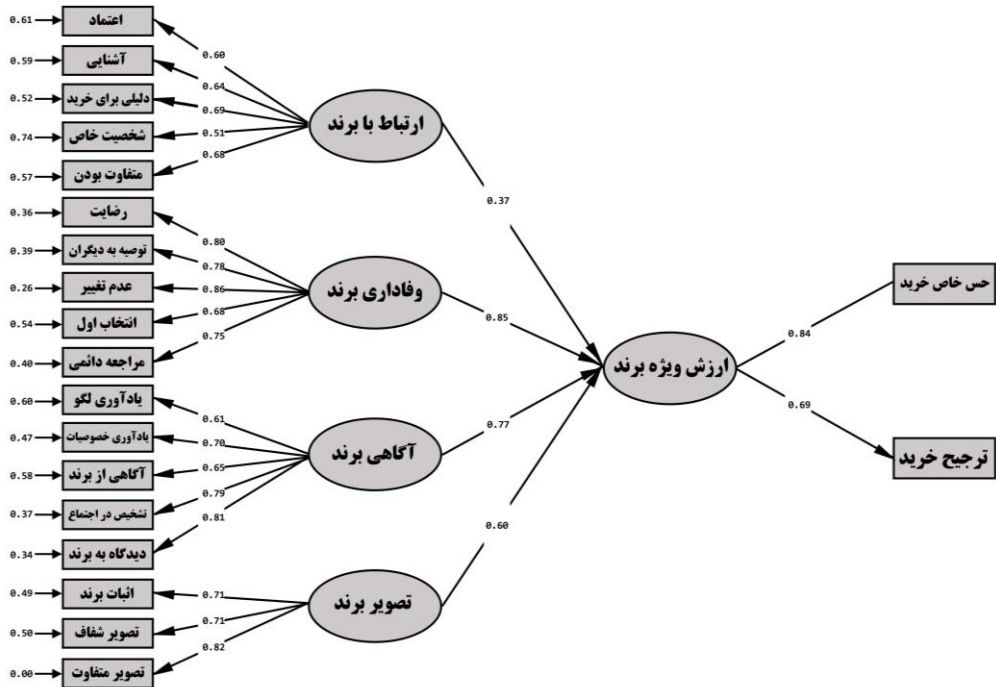 0.61 اعتماد
0.60
0.59 آشنایی
0.64
0.52 دلیلی برای خرید
0.69
0.74 شخصیت خاص
0.51
0.57 متفاوت بودن
0.68
ارتباط با برند
0.37
0.36 رضایت
0.80
0.39 توصیه به دیگران
0.78
0.26 عدم تغییر
0.86
0.54 انتخاب اول
0.68
0.40 مراجعه دائمی
0.75
وفاداری برند
0.85
0.60 یادآوری لگو
0.61
0.47 یادآوری خصوصیات
0.70
0.58 آگاهی از برند
0.65
0.37 تشخیص در اجتماع
0.79
0.34 دیدگاه به برند
0.81
آگاهی برند
0.77
0.49 اثبات برند
0.71
0.50 تصویر شفاف
0.71
0.00 تصویر متفاوت
0.82
تصویر برند
0.60
ارزش ویژه برند
0.84
حس خاص خرید
0.69
ترجیح خرید